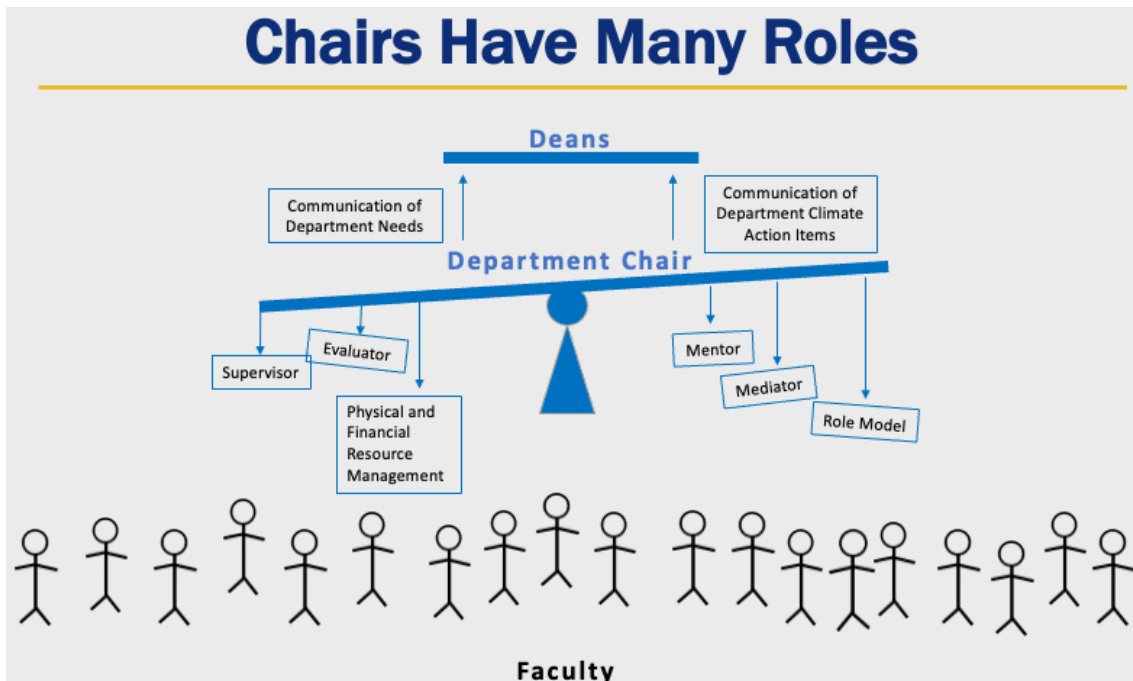 Chairs Have Many Roles
Deans
Communication of
Department Needs
Communication of
Department Climate
Action Items
Department Chair
Supervisor
Evaluator
Physical and
Financial
Resource
Management
Mentor
Mediator
Role Model
Faculty